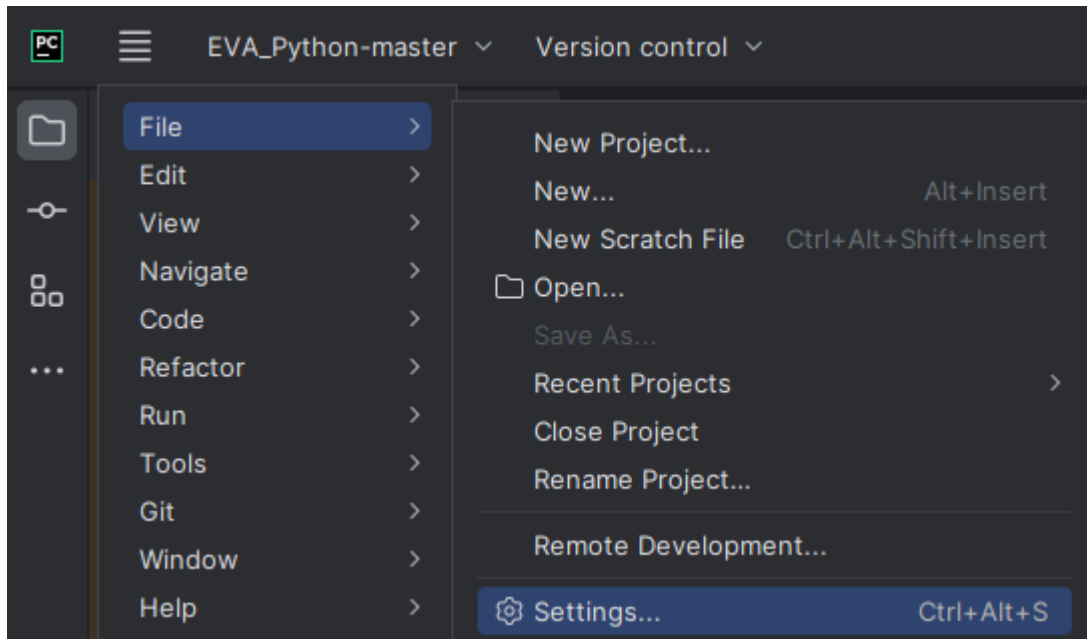 PC EVA_Python-master Version control
File
Edit
View
Navigate
Code
Refactor
Run
Tools
Git
Window
Help
New Project...
New... Alt+Insert
New Scratch File Ctrl+Alt+Shift+Insert
Open...
Save As...
Recent Projects
Close Project
Rename Project...
Remote Development...
Settings... Ctrl+Alt+S